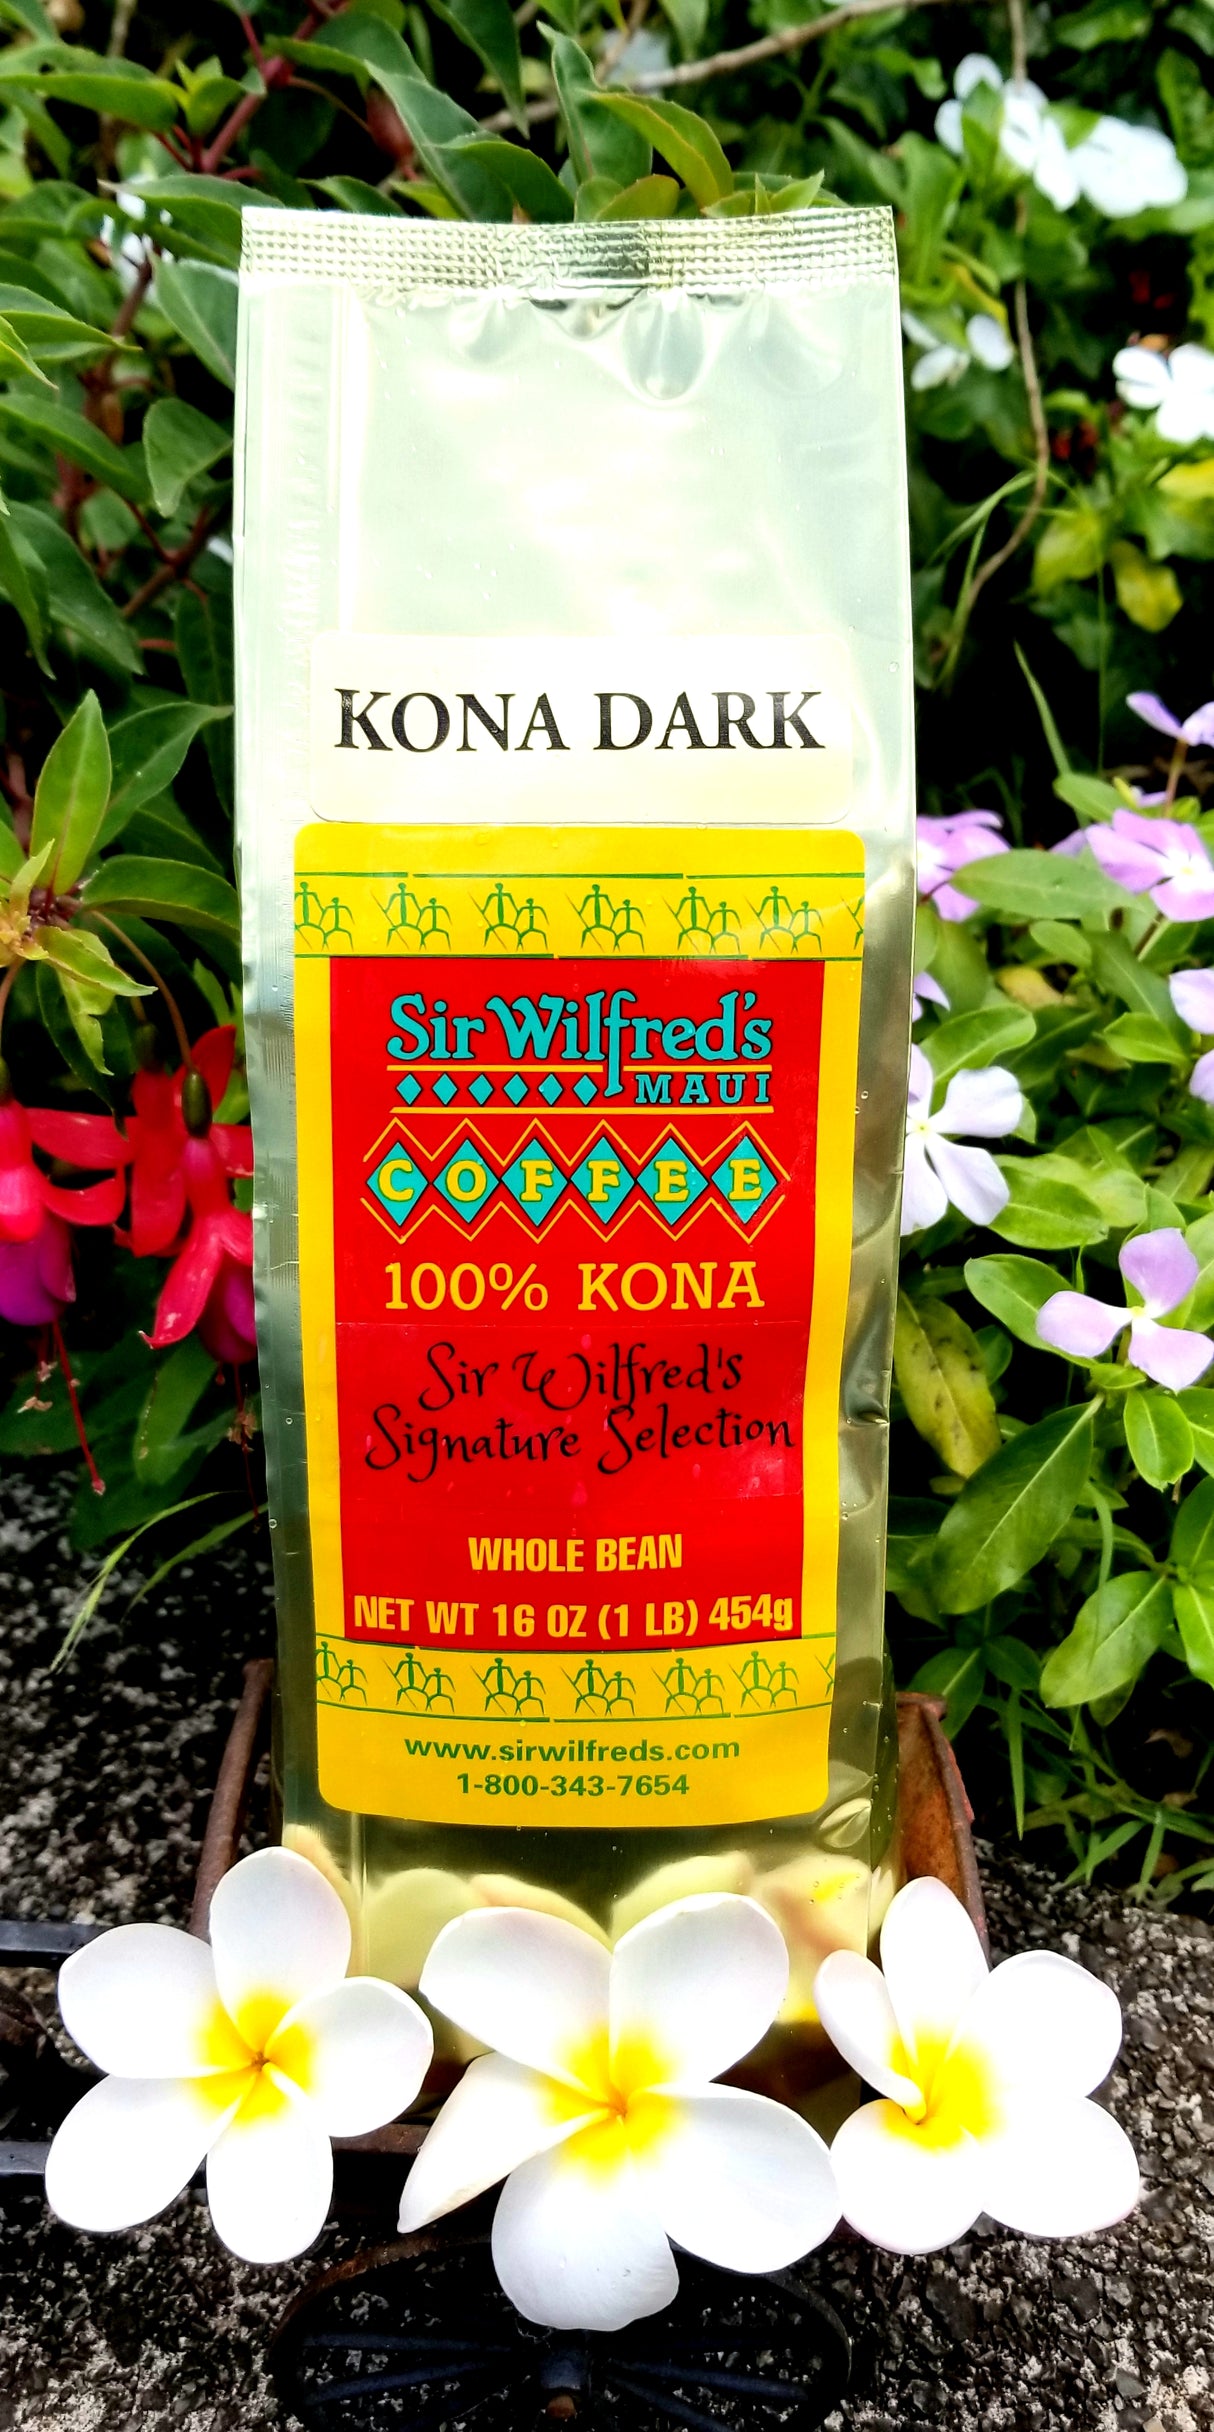 KONA DARK
Sir Wilfred's
MAUI
COFFEE
100% KONA
Sir Wilfred's
Signature Selection
WHOLE BEAN
NET WT 16 OZ (1 LB) 454g
www.sirwilfreds.com
1-800-343-7654